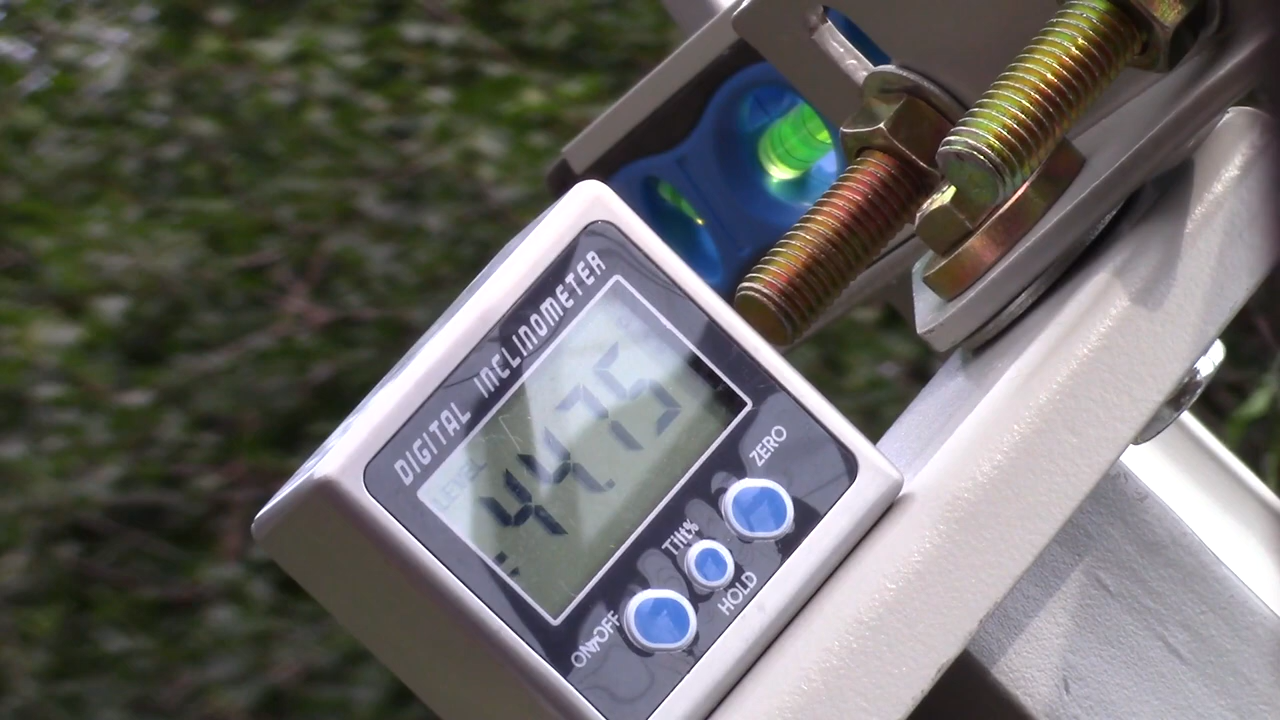 DIGITAL INCLINOMETER
LEVEL
44.75
ZERO
Tilt%
HOLD
ON/OFF